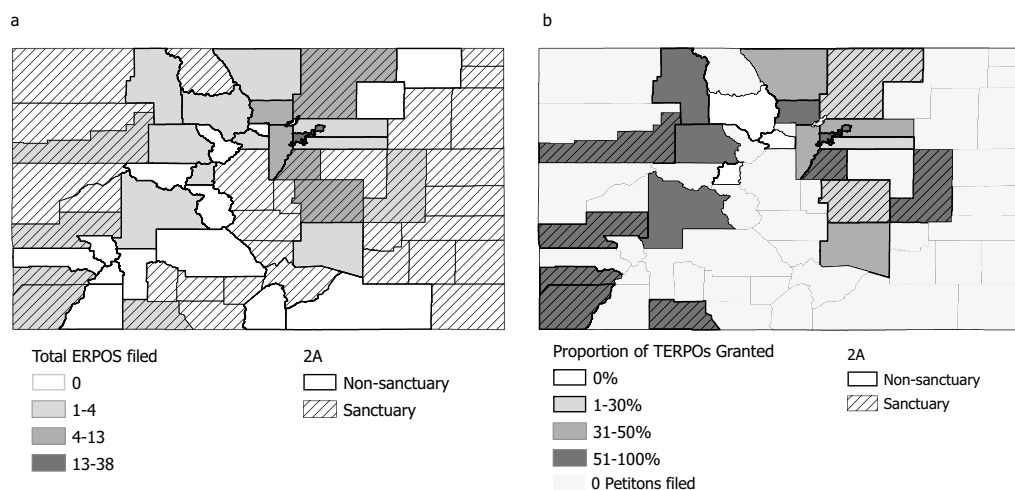 a
b
Total ERPOS filed
0
1-4
4-13
13-38
2A
Non-sanctuary
Sanctuary
Proportion of TERPOs Granted
0%
1-30%
31-50%
51-100%
0 Petitons filed
2A
Non-sanctuary
Sanctuary